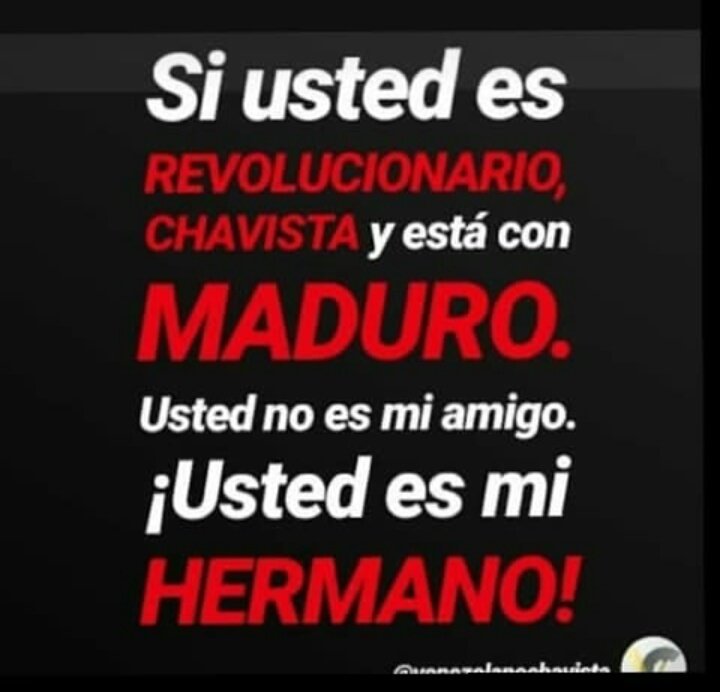 Si usted es
REVOLUCIONARIO,
CHAVISTA y está con
MADURO.
Usted no es mi amigo.
¡Usted es mi
HERMANO!